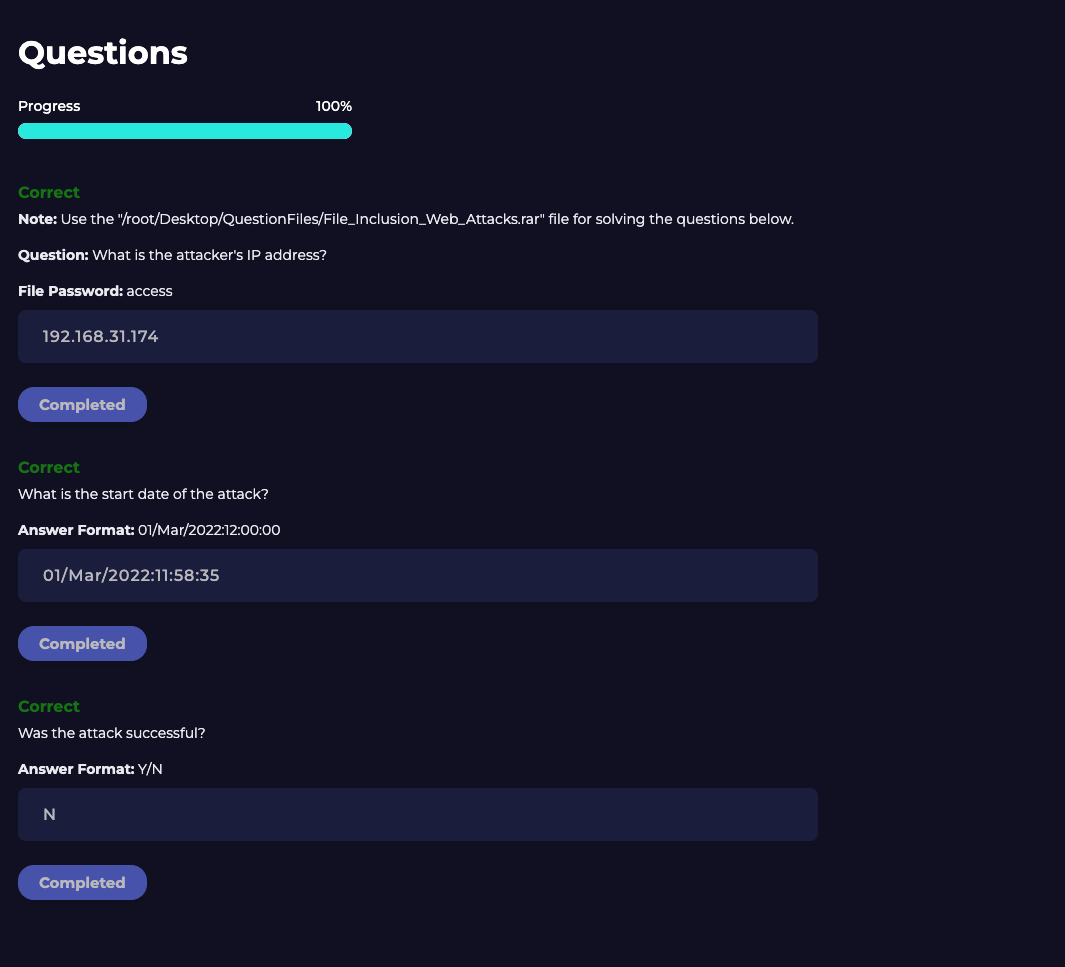 Questions
Progress 100%
Correct
Note: Use the "/root/Desktop/QuestionFiles/File_Inclusion_Web_Attacks.rar" file for solving the questions below.
Question: What is the attacker's IP address?
File Password: access
192.168.31.174
Completed
Correct
What is the start date of the attack?
Answer Format: 01/Mar/2022:12:00:00
01/Mar/2022:11:58:35
Completed
Correct
Was the attack successful?
Answer Format: Y/N
N
Completed